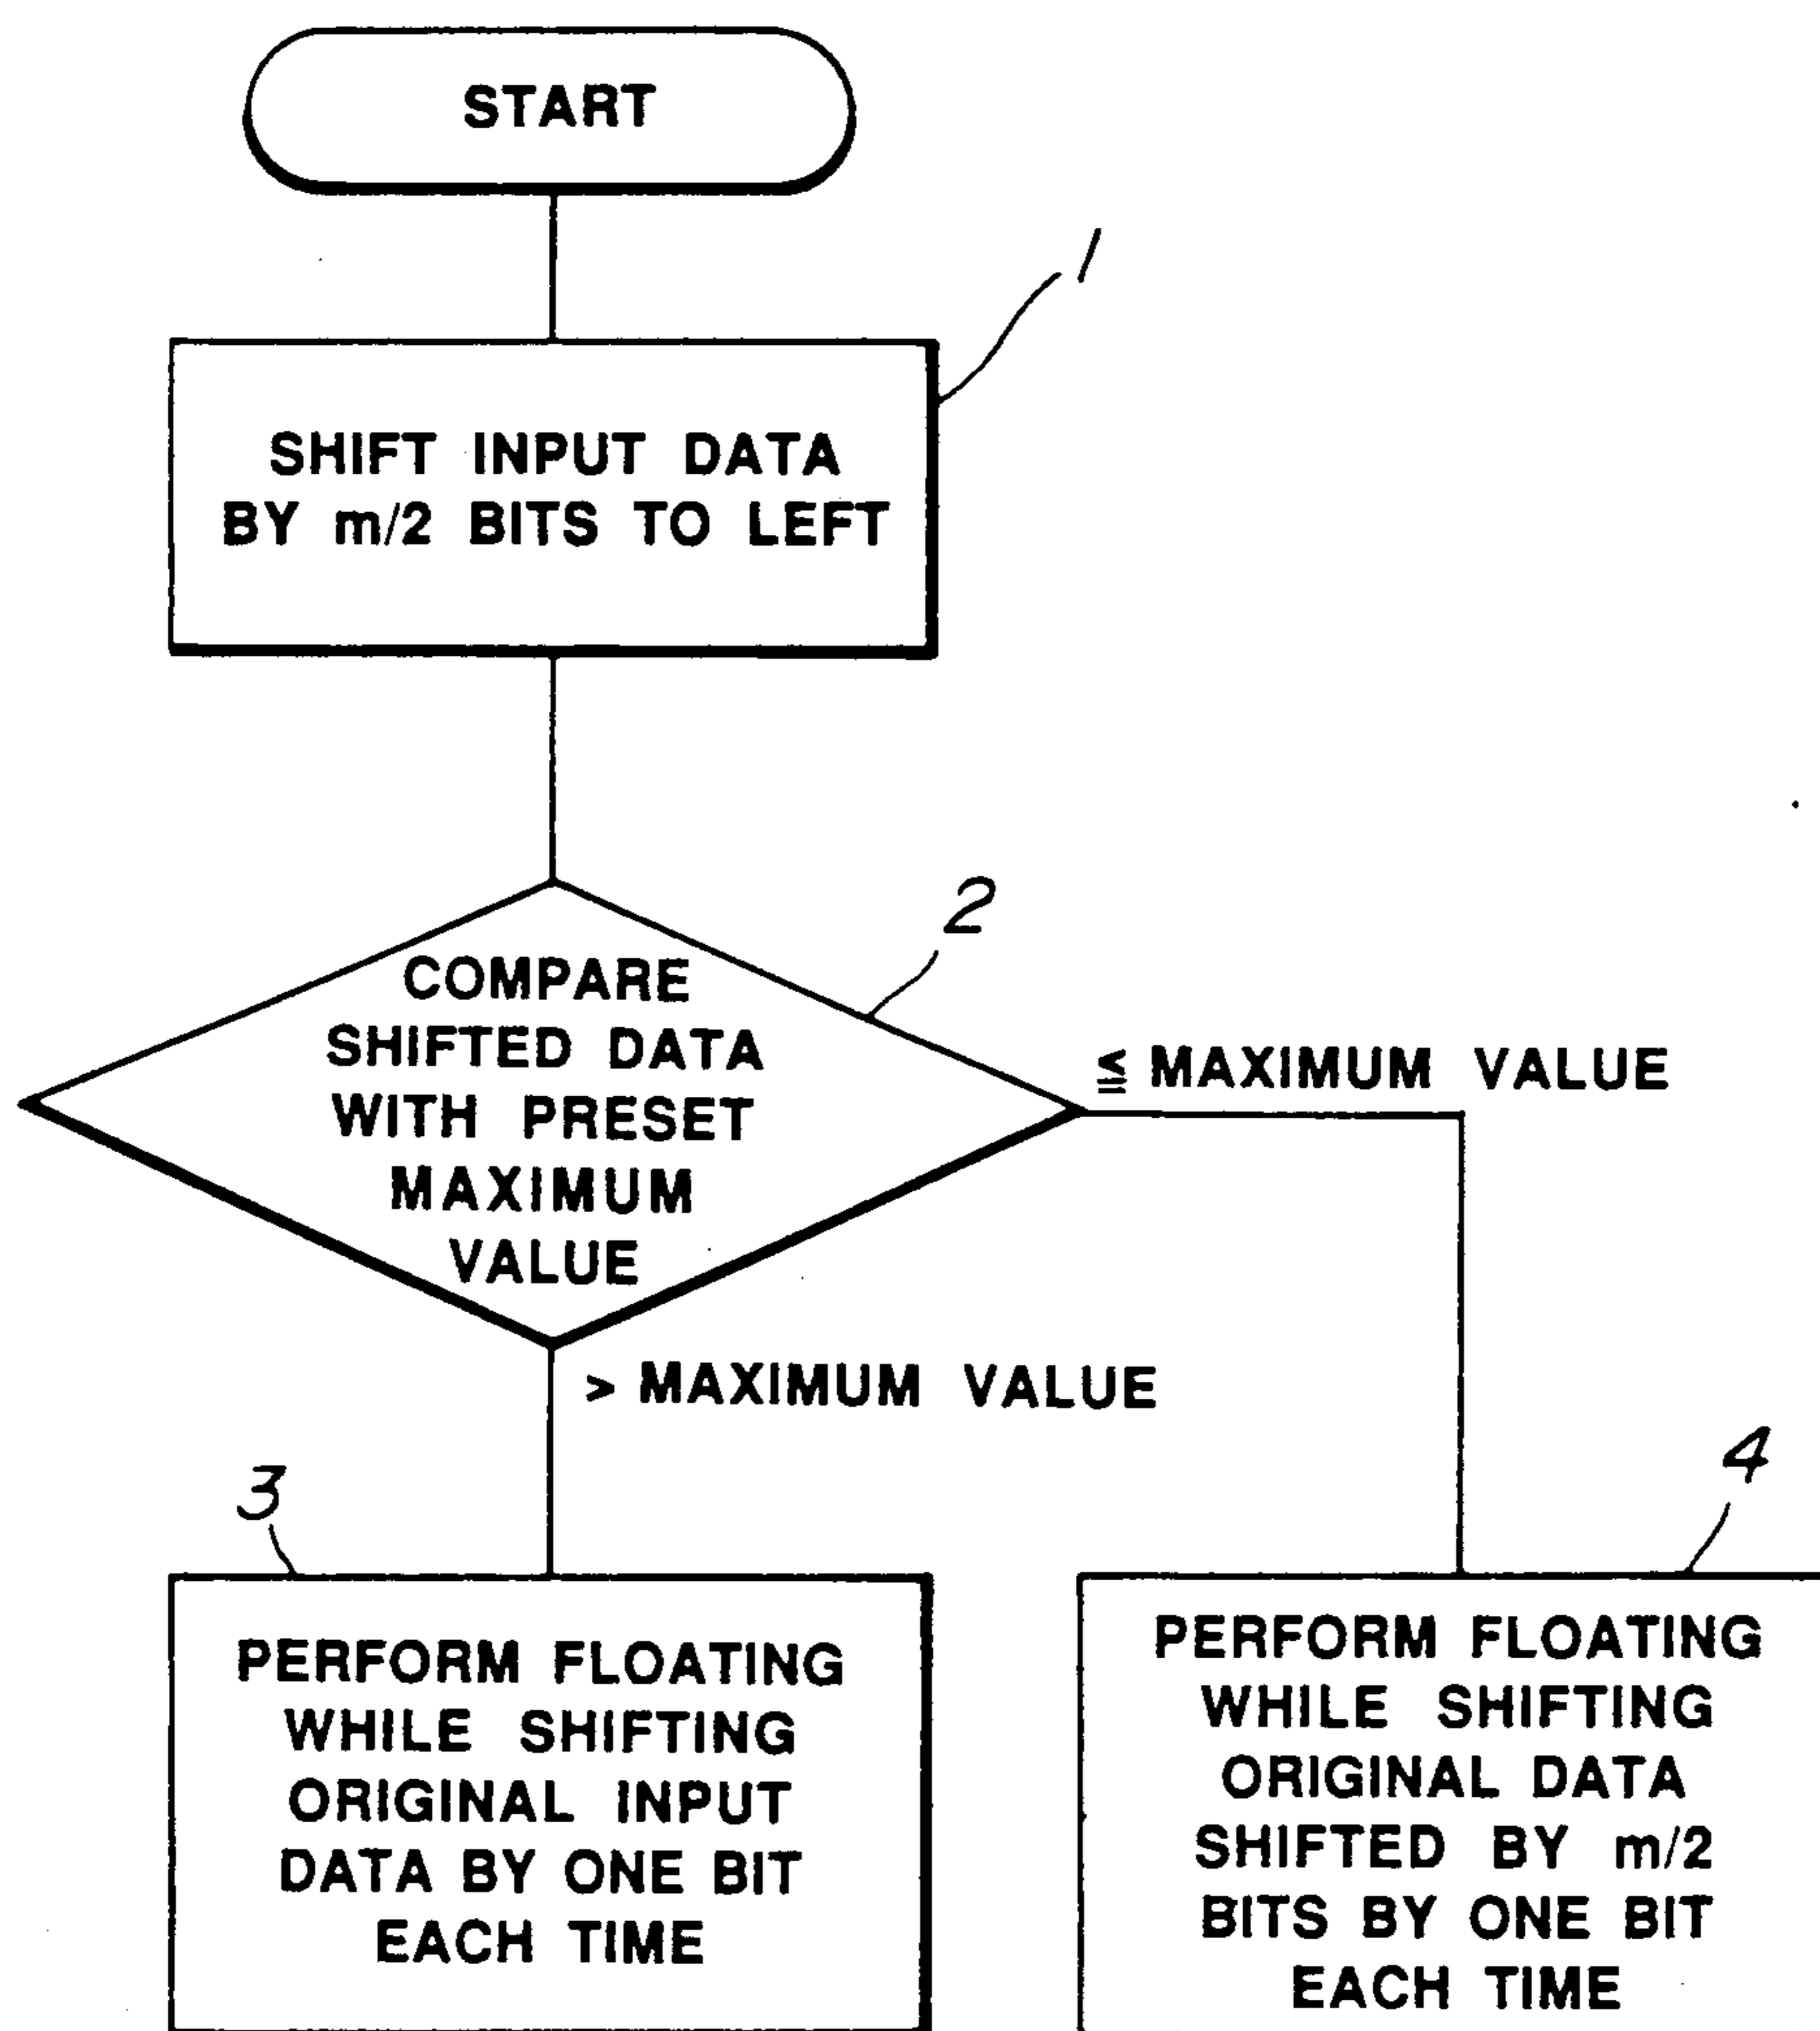 START
1
SHIFT INPUT DATA
BY m/2 BITS TO LEFT
2
COMPARE
SHIFTED DATA
WITH PRESET
MAXIMUM
VALUE
≦ MAXIMUM VALUE
> MAXIMUM VALUE
3
PERFORM FLOATING
WHILE SHIFTING
ORIGINAL INPUT
DATA BY ONE BIT
EACH TIME
4
PERFORM FLOATING
WHILE SHIFTING
ORIGINAL DATA
SHIFTED BY m/2
BITS BY ONE BIT
EACH TIME